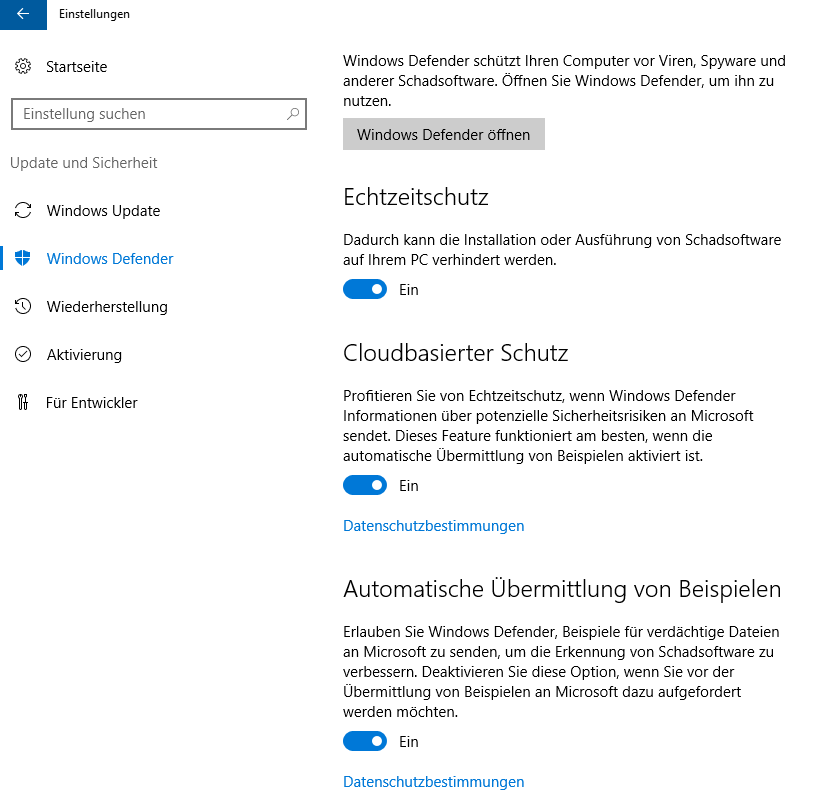 Einstellungen
Startseite
Einstellung suchen
Update und Sicherheit
Windows Update
Windows Defender
Wiederherstellung
Aktivierung
Für Entwickler
Windows Defender schützt Ihren Computer vor Viren, Spyware und
anderer Schadsoftware. Öffnen Sie Windows Defender, um ihn zu
nutzen.
Windows Defender öffnen
Echtzeitschutz
Dadurch kann die Installation oder Ausführung von Schadsoftware
auf Ihrem PC verhindert werden.
Ein
Cloudbasierter Schutz
Profitieren Sie von Echtzeitschutz, wenn Windows Defender
Informationen über potenzielle Sicherheitsrisiken an Microsoft
sendet. Dieses Feature funktioniert am besten, wenn die
automatische Übermittlung von Beispielen aktiviert ist.
Ein
Datenschutzbestimmungen
Automatische Übermittlung von Beispielen
Erlauben Sie Windows Defender, Beispiele für verdächtige Dateien
an Microsoft zu senden, um die Erkennung von Schadsoftware zu
verbessern. Deaktivieren Sie diese Option, wenn Sie vor der
Übermittlung von Beispielen an Microsoft dazu aufgefordert
werden möchten.
Ein
Datenschutzbestimmungen